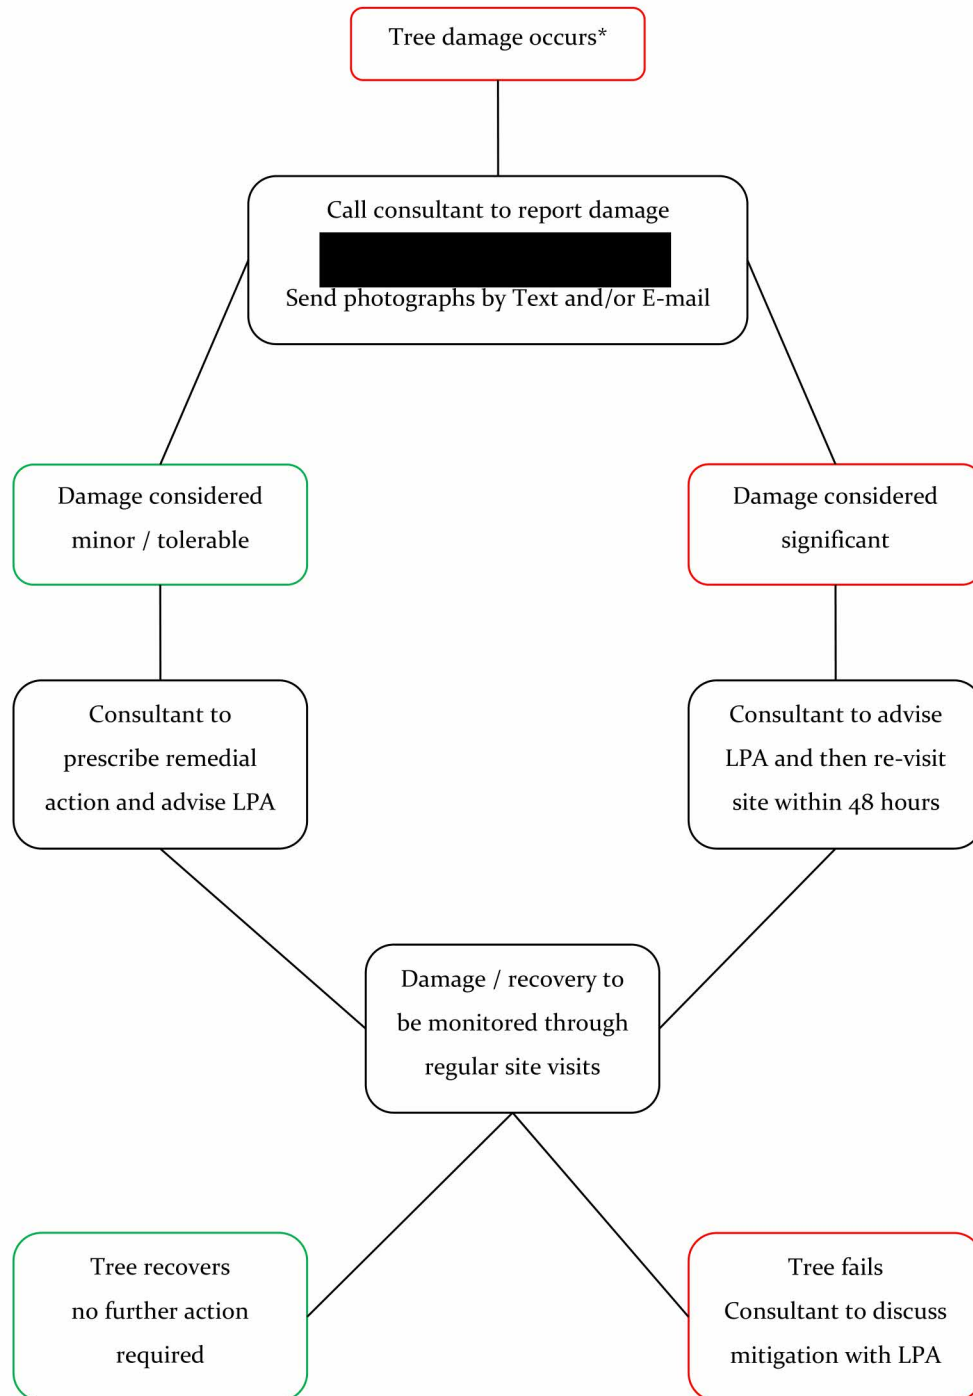 Tree damage occurs*
Call consultant to report damage
Send photographs by Text and/or E-mail
Damage considered
minor / tolerable
Damage considered
significant
Consultant to
prescribe remedial
action and advise LPA
Consultant to advise
LPA and then re-visit
site within 48 hours
Damage / recovery to
be monitored through
regular site visits
Tree recovers
no further action
required
Tree fails
Consultant to discuss
mitigation with LPA